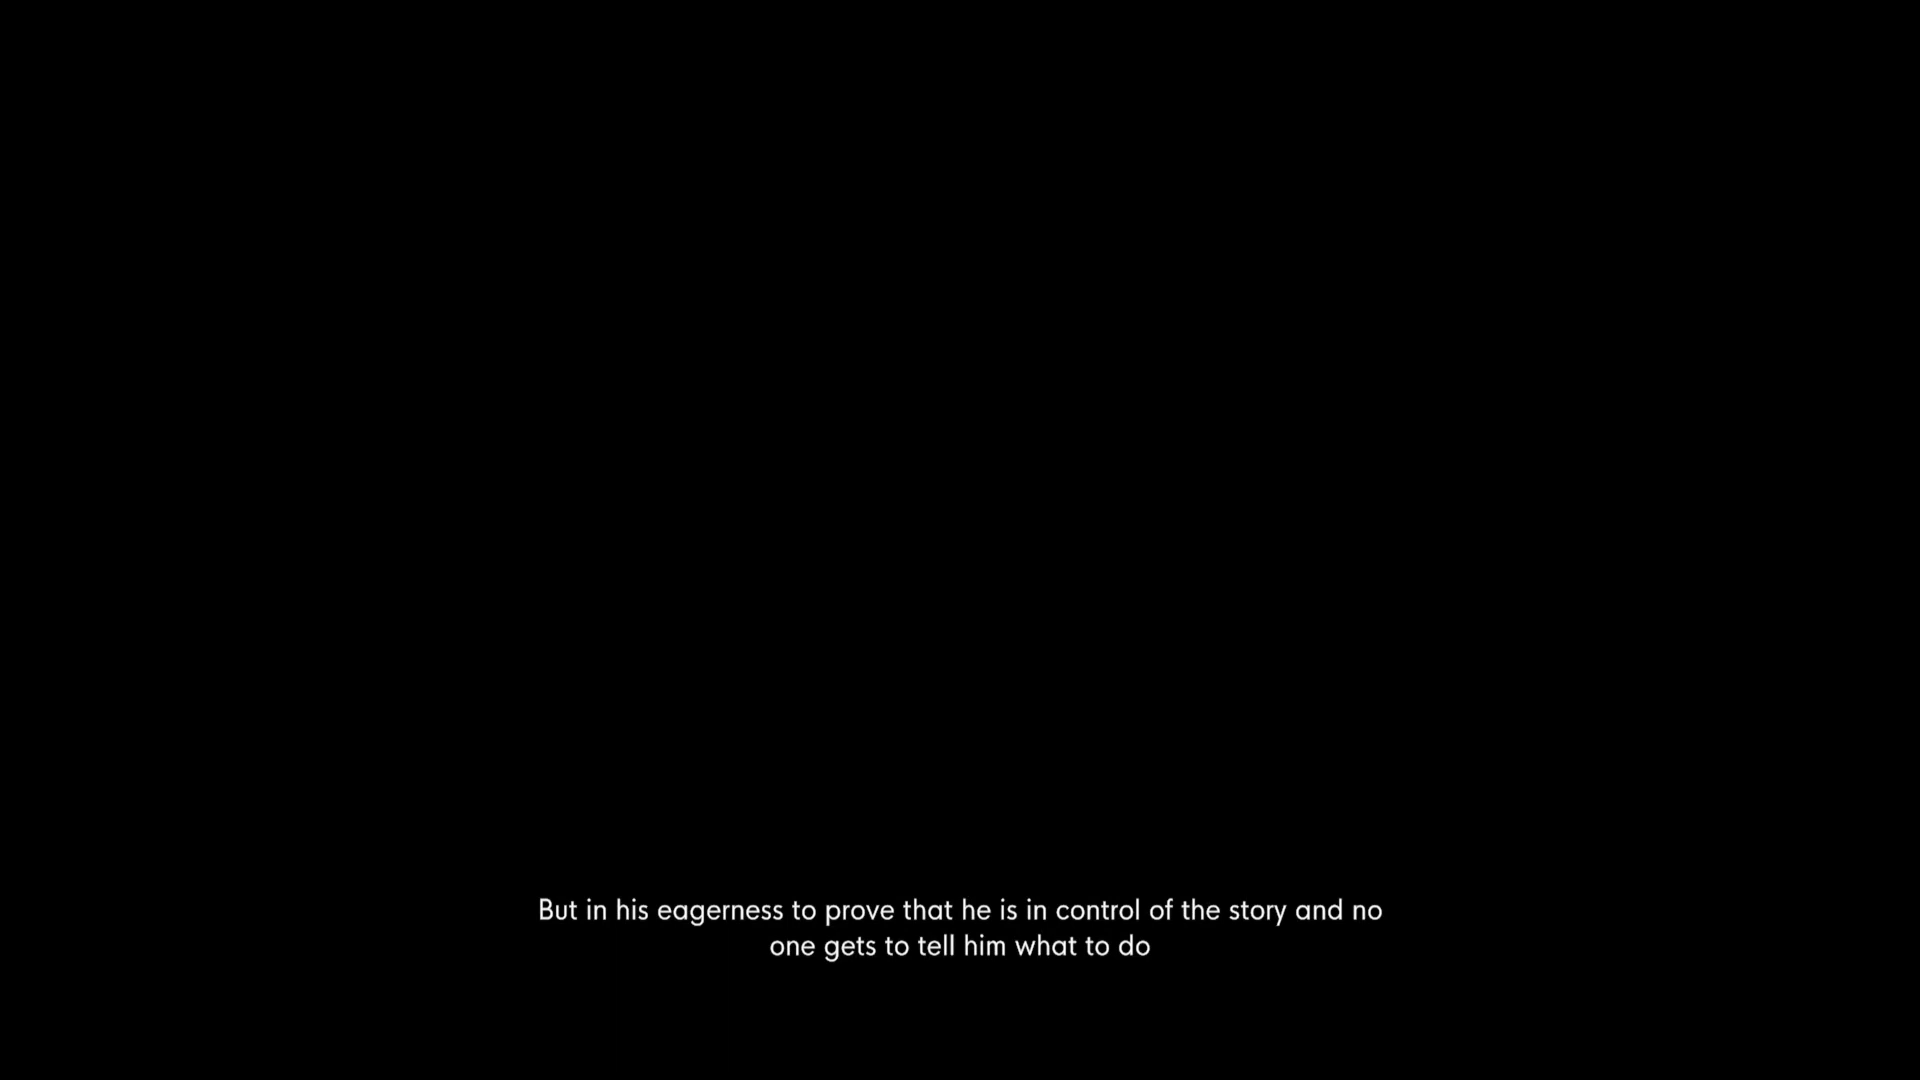 But in his eagerness to prove that he is in control of the story and no
one gets to tell him what to do